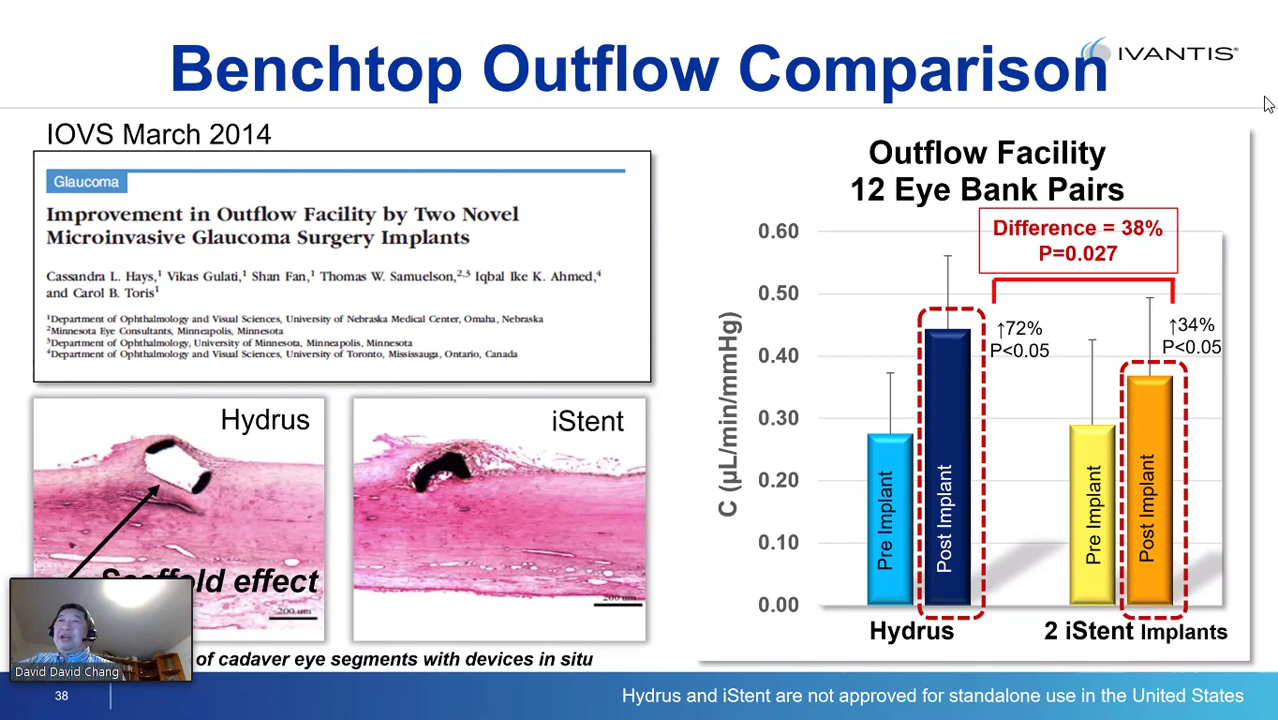 Benchtop Outflow Comparison
IVANTIS®
IOVS March 2014
Glaucoma
Improvement in Outflow Facility by Two Novel
Microinvasive Glaucoma Surgery Implants
Cassandra L. Hays,¹ Vikas Gulati,¹ Shan Fan,¹ Thomas W. Samuelson,²,³ Iqbal Ike K. Ahmed,⁴
and Carol B. Toris¹
¹Department of Ophthalmology and Visual Sciences, University of Nebraska Medical Center, Omaha, Nebraska
²Minnesota Eye Consultants, Minneapolis, Minnesota
³Department of Ophthalmology, University of Minnesota, Minneapolis, Minnesota
⁴Department of Ophthalmology and Visual Sciences, University of Toronto, Mississauga, Ontario, Canada
Hydrus
effect
200 um
iStent
200 um
of cadaver eye segments with devices in situ
David David Chang
Outflow Facility
12 Eye Bank Pairs
Difference = 38%
P=0.027
↑72%
P<0.05
↑34%
P<0.05
C (µL/min/mmHg)
0.60
0.50
0.40
0.30
0.20
0.10
0.00
Pre Implant
Post Implant
Pre Implant
Post Implant
Hydrus
2 iStent Implants
38
Hydrus and iStent are not approved for standalone use in the United States